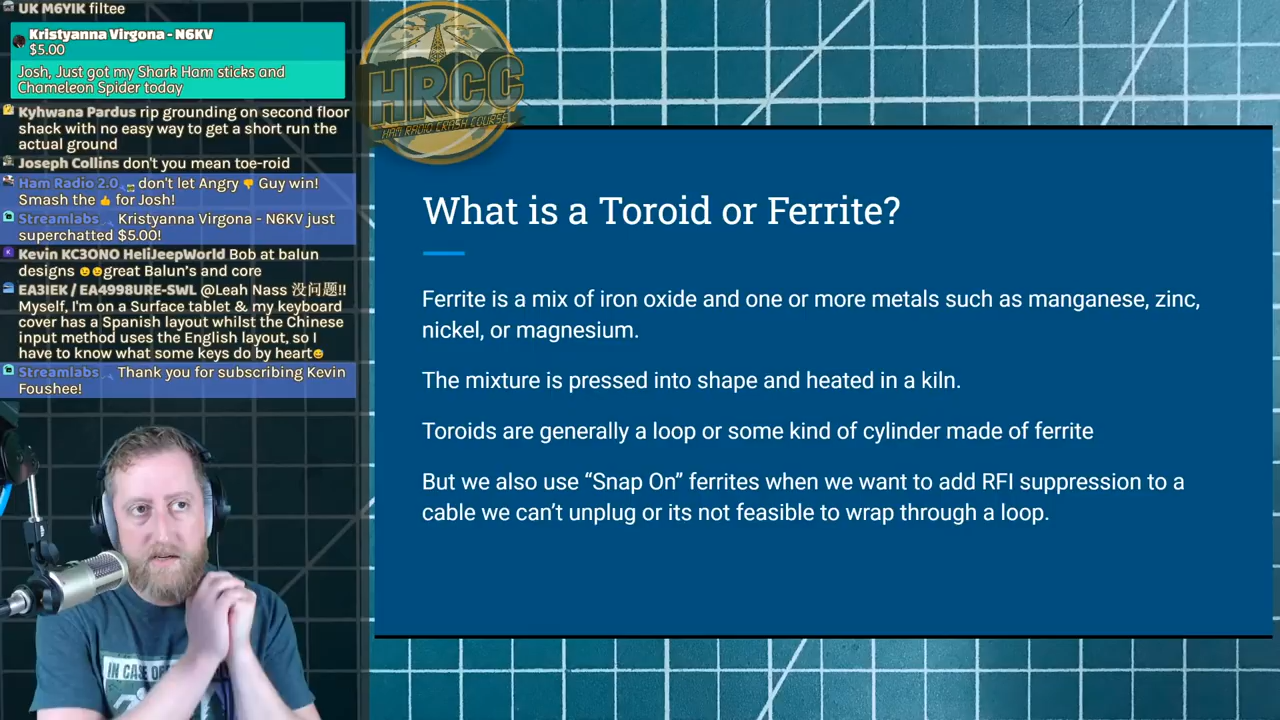 UK M6YIK filtee
Kristyanna Virgona - N6KV
$5.00
Josh, Just got my Shark Ham sticks and
Chameleon Spider today
Kyhwana Pardus rip grounding on second floor
shack with no easy way to get a short run the
actual ground
Joseph Collins don't you mean toe-roid
Ham Radio 2.0 don't let Angry 👎 Guy win!
Smash the 👍 for Josh!
Streamlabs Kristyanna Virgona - N6KV just
superchatted $5.00!
Kevin KC3ONO HeliJeepWorld Bob at balun
designs 😉😉great Balun's and core
EA3IEK / EA4998URE-SWL @Leah Nass 没问题!!
Myself, I'm on a Surface tablet & my keyboard
cover has a Spanish layout whilst the Chinese
input method uses the English layout, so I
have to know what some keys do by heart😄
Streamlabs Thank you for subscribing Kevin
Foushee!
HRCC
HAM RADIO CRASH COURSE
What is a Toroid or Ferrite?
Ferrite is a mix of iron oxide and one or more metals such as manganese, zinc,
nickel, or magnesium.
The mixture is pressed into shape and heated in a kiln.
Toroids are generally a loop or some kind of cylinder made of ferrite
But we also use “Snap On” ferrites when we want to add RFI suppression to a
cable we can’t unplug or its not feasible to wrap through a loop.
IN CASE OF